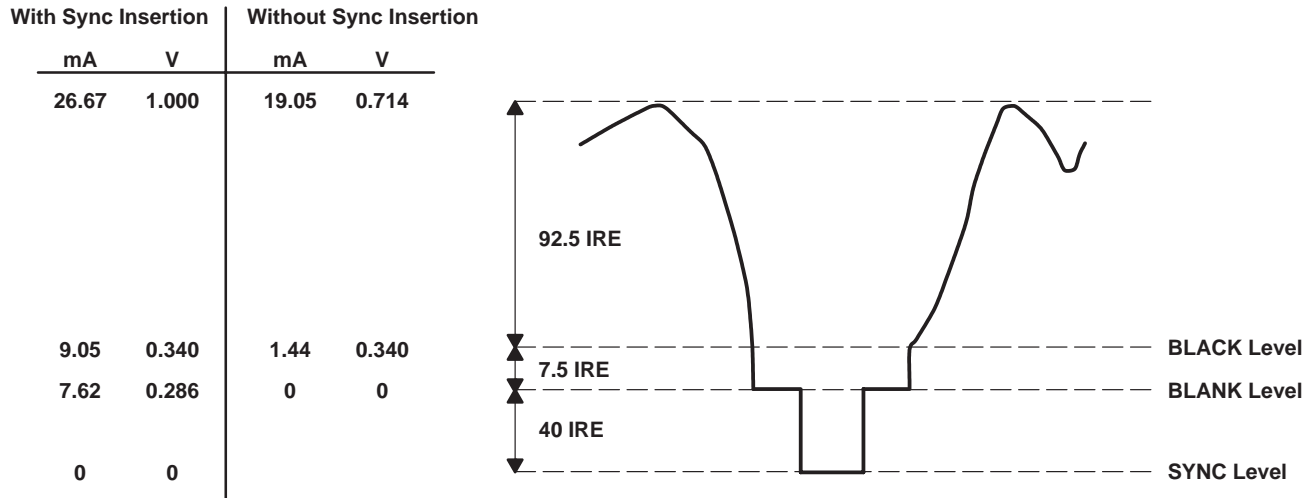 With Sync Insertion Without Sync Insertion
mA V mA V
26.67 1.000 19.05 0.714
92.5 IRE
9.05 0.340 1.44 0.340 BLACK Level
7.5 IRE
7.62 0.286 0 0 BLANK Level
40 IRE
0 0 SYNC Level